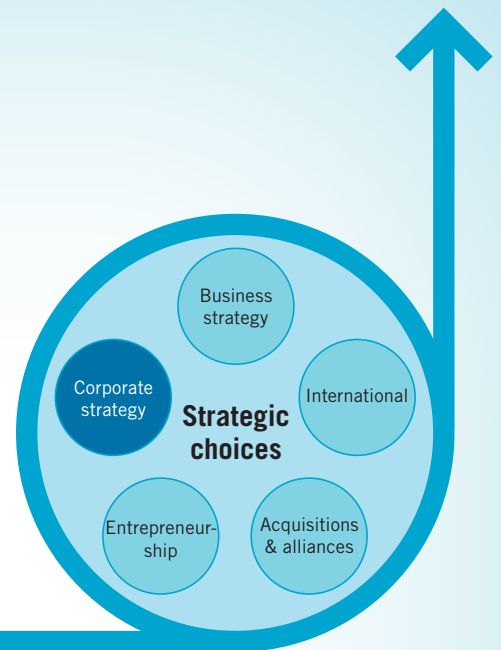 Business
strategy
Corporate
strategy
International
Strategic
choices
Entrepreneur-
ship
Acquisitions
& alliances